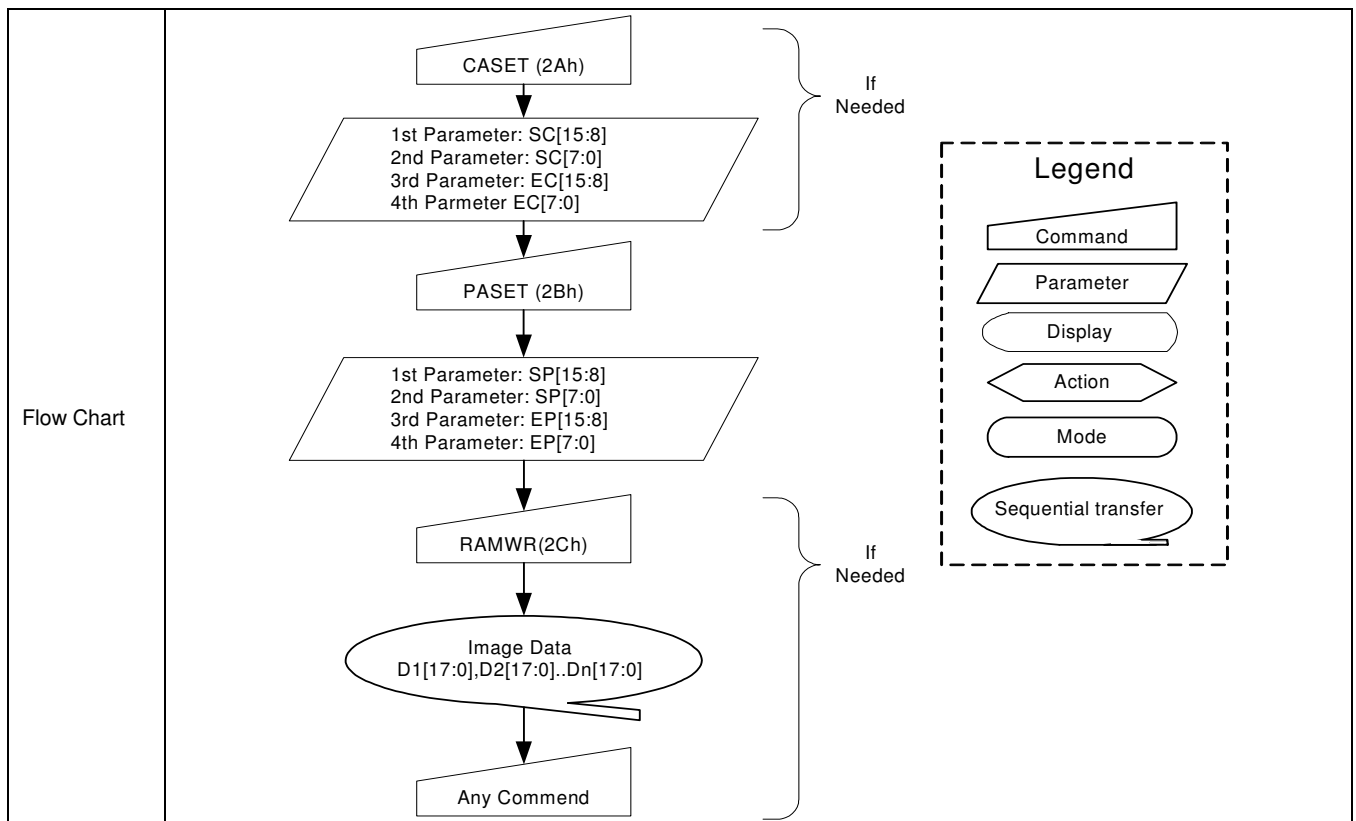 Flow Chart
CASET (2Ah)
1st Parameter: SC[15:8]
2nd Parameter: SC[7:0]
3rd Parameter: EC[15:8]
4th Parmeter EC[7:0]
If
Needed
PASET (2Bh)
1st Parameter: SP[15:8]
2nd Parameter: SP[7:0]
3rd Parameter: EP[15:8]
4th Parameter: EP[7:0]
RAMWR(2Ch)
Image Data
D1[17:0],D2[17:0]..Dn[17:0]
Any Commend
If
Needed
Legend
Command
Parameter
Display
Action
Mode
Sequential transfer